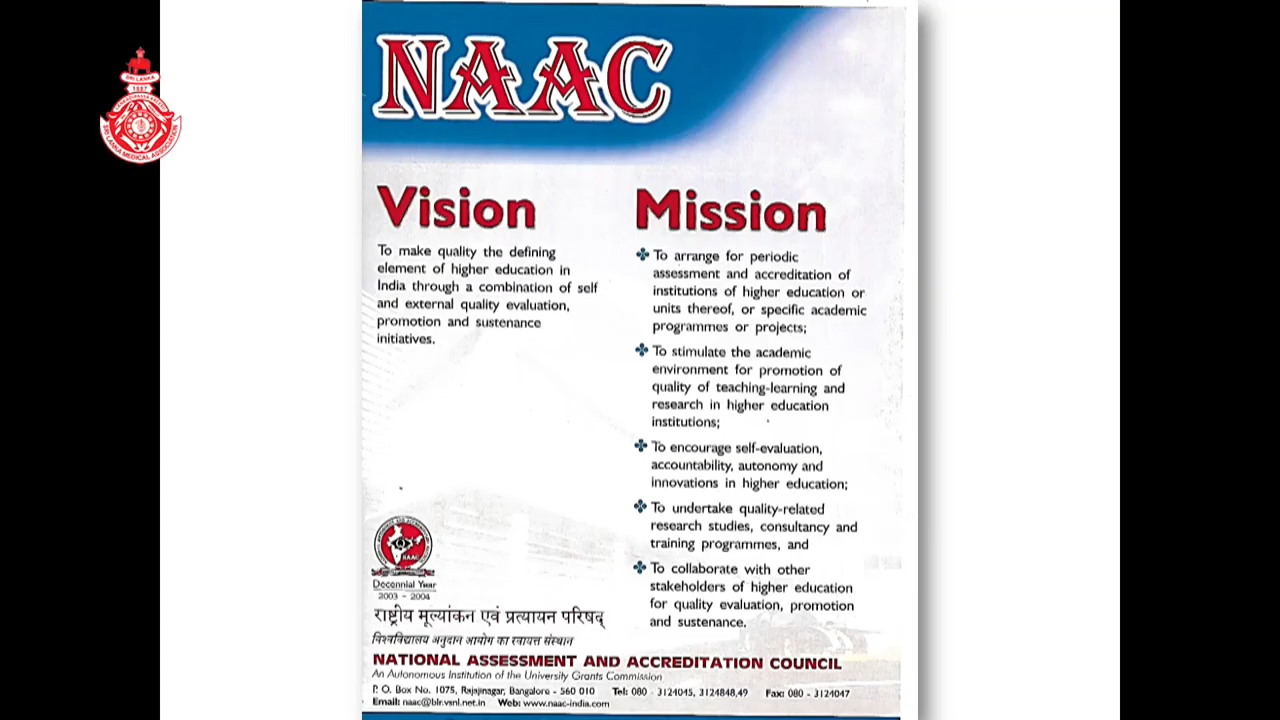 SRI LANKA
1887
SRI LANKA MEDICAL ASSOCIATION
NAAC
Vision
To make quality the defining
element of higher education in
India through a combination of self
and external quality evaluation,
promotion and sustenance
initiatives.
Mission
To arrange for periodic
assessment and accreditation of
institutions of higher education or
units thereof, or specific academic
programmes or projects;
To stimulate the academic
environment for promotion of
quality of teaching-learning and
research in higher education
institutions;
To encourage self-evaluation,
accountability, autonomy and
innovations in higher education;
To undertake quality-related
research studies, consultancy and
training programmes, and
To collaborate with other
stakeholders of higher education
for quality evaluation, promotion
and sustenance.
NAAC
Decennial Year
2003 - 2004
राष्ट्रीय मूल्यांकन एवं प्रत्यायन परिषद्
विश्वविद्यालय अनुदान आयोग का स्वायत्त संस्थान
NATIONAL ASSESSMENT AND ACCREDITATION COUNCIL
An Autonomous Institution of the University Grants Commission
P. O. Box No. 1075, Rajajinagar, Bangalore - 560 010 Tel: 080 - 3124045, 3124848,49 Fax: 080 - 3124047
Email: naac@blr.vsnl.net.in Web: www.naac-india.com